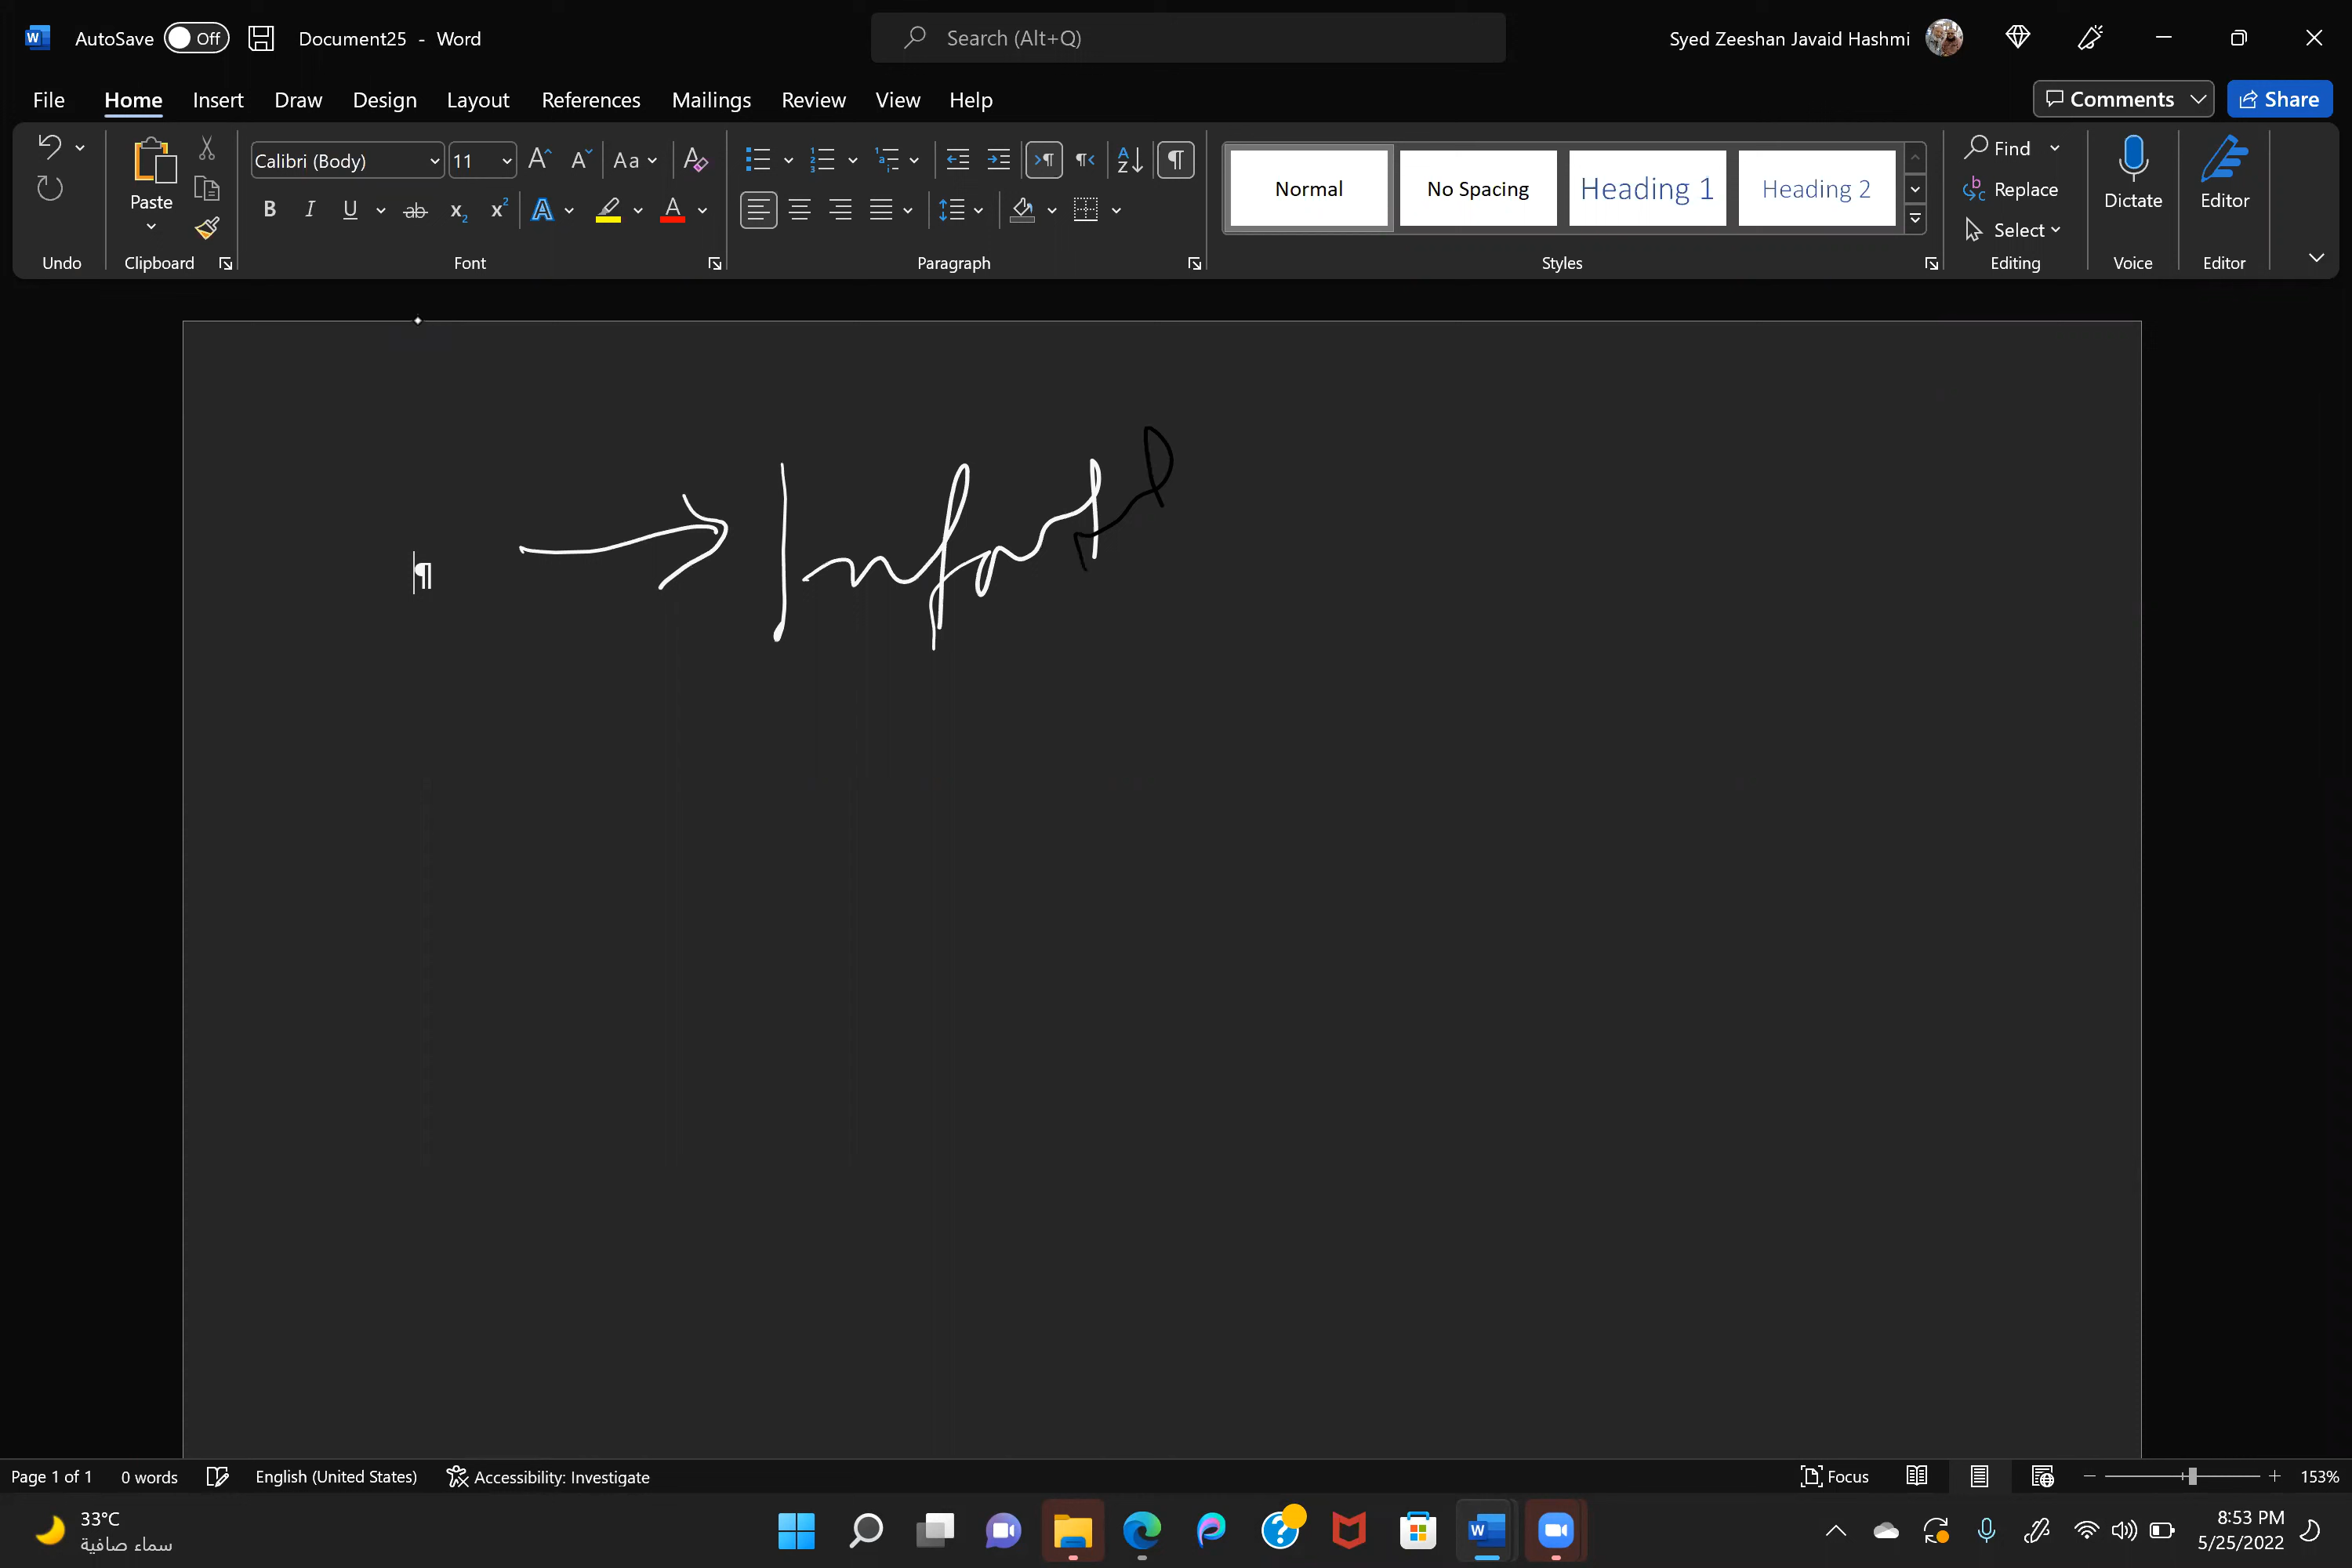 AutoSave Off Document25 - Word Search (Alt+Q) Syed Zeeshan Javaid Hashmi
File Home Insert Draw Design Layout References Mailings Review View Help Comments Share
Calibri (Body) 11 Aa
Paste
Normal No Spacing Heading 1 Heading 2
Find
Replace
Select
Dictate Editor
Undo Clipboard Font Paragraph Styles Editing Voice Editor
¶
Page 1 of 1 0 words English (United States) Accessibility: Investigate Focus 153%
33°C
سماء صافية
8:53 PM
5/25/2022